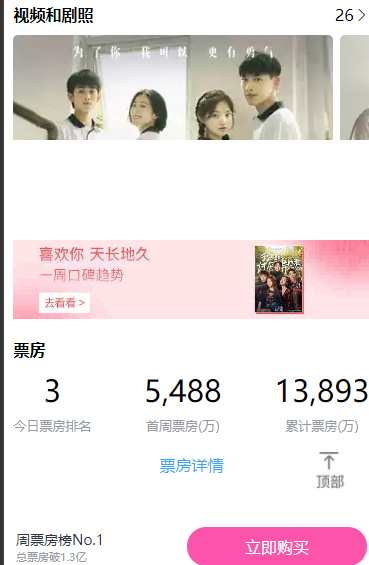 视频和剧照
26 >
为了你 我可以 更有勇气
喜欢你 天长地久
一周口碑趋势
去看看 >
票房
3
5,488
13,893
今日票房排名
首周票房(万)
累计票房(万)
票房详情
顶部
周票房榜No.1
总票房破1.3亿
立即购买